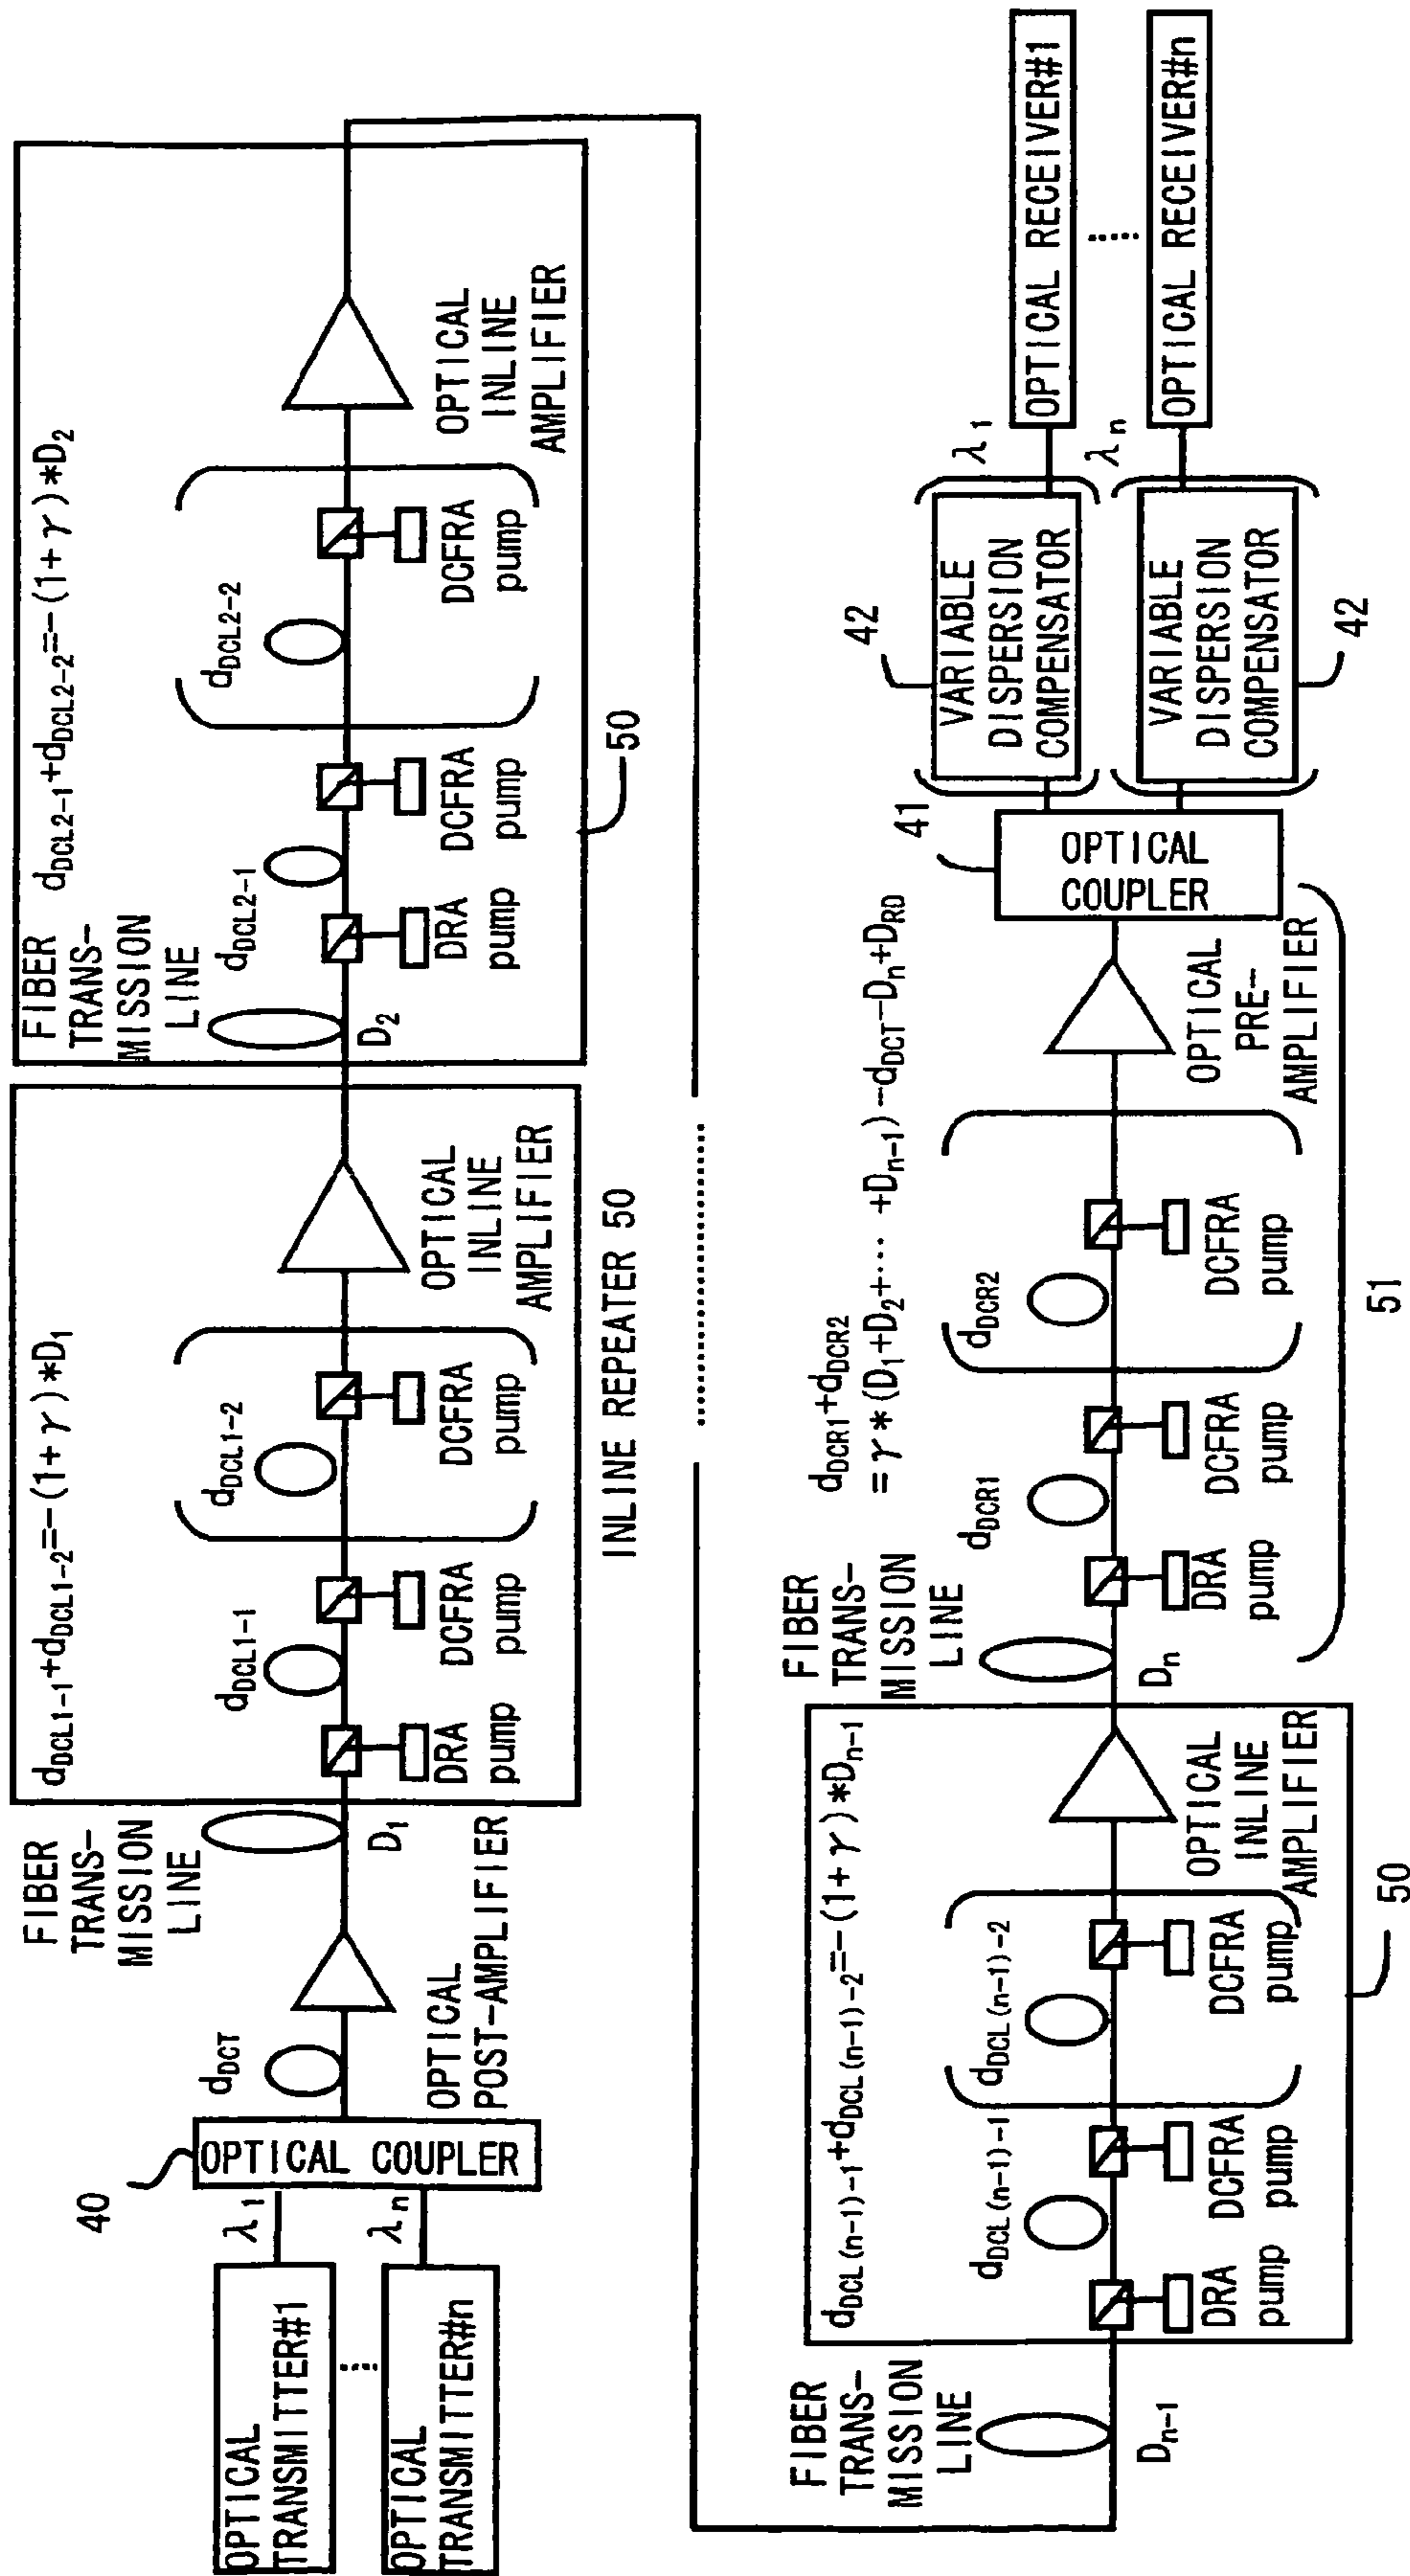 OPTICAL
TRANSMITTER#1
OPTICAL
TRANSMITTER#n
λ1
λn
40
OPTICAL COUPLER
dDCT
OPTICAL
POST-AMPLIFIER
FIBER
TRANS-
MISSION
LINE
D1
dDCL1-1+dDCL1-2=-(1+γ)*D1
DRA
pump
dDCL1-1
DCFRA
pump
dDCL1-2
DCFRA
pump
OPTICAL
INLINE
AMPLIFIER
INLINE REPEATER 50
FIBER
TRANS-
MISSION
LINE
D2
dDCL2-1+dDCL2-2=-(1+γ)*D2
DRA
pump
dDCL2-1
DCFRA
pump
dDCL2-2
DCFRA
pump
OPTICAL
INLINE
AMPLIFIER
50
FIBER
TRANS-
MISSION
LINE
Dn-1
dDCL(n-1)-1+dDCL(n-1)-2=-(1+γ)*Dn-1
DRA
pump
dDCL(n-1)-1
DCFRA
pump
dDCL(n-1)-2
DCFRA
pump
OPTICAL
INLINE
AMPLIFIER
50
FIBER
TRANS-
MISSION
LINE
Dn
dDCR1+dDCR2
=γ*(D1+D2+··· +Dn-1)-dDCT-Dn+DRD
DRA
pump
dDCR1
DCFRA
pump
dDCR2
DCFRA
pump
OPTICAL
PRE-
AMPLIFIER
51
41
OPTICAL
COUPLER
42
VARIABLE
DISPERSION
COMPENSATOR
VARIABLE
DISPERSION
COMPENSATOR
42
λ1
λn
OPTICAL RECEIVER#1
OPTICAL RECEIVER#n